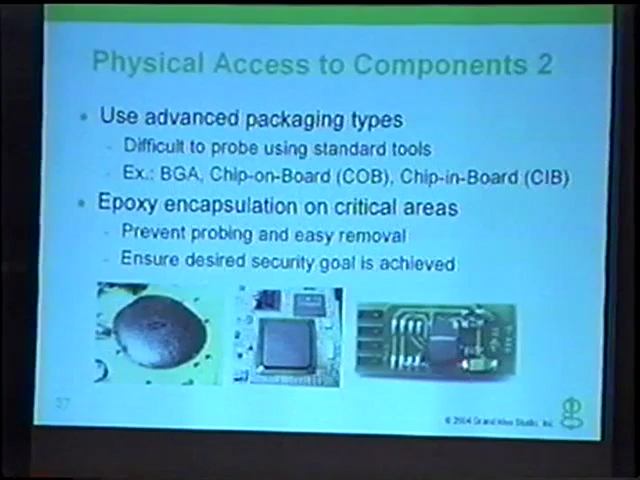 Physical Access to Components 2
Use advanced packaging types
Difficult to probe using standard tools
Ex.: BGA, Chip-on-Board (COB), Chip-in-Board (CIB)
Epoxy encapsulation on critical areas
Prevent probing and easy removal
Ensure desired security goal is achieved
37
© 2004 Grand Idea Studio, Inc.